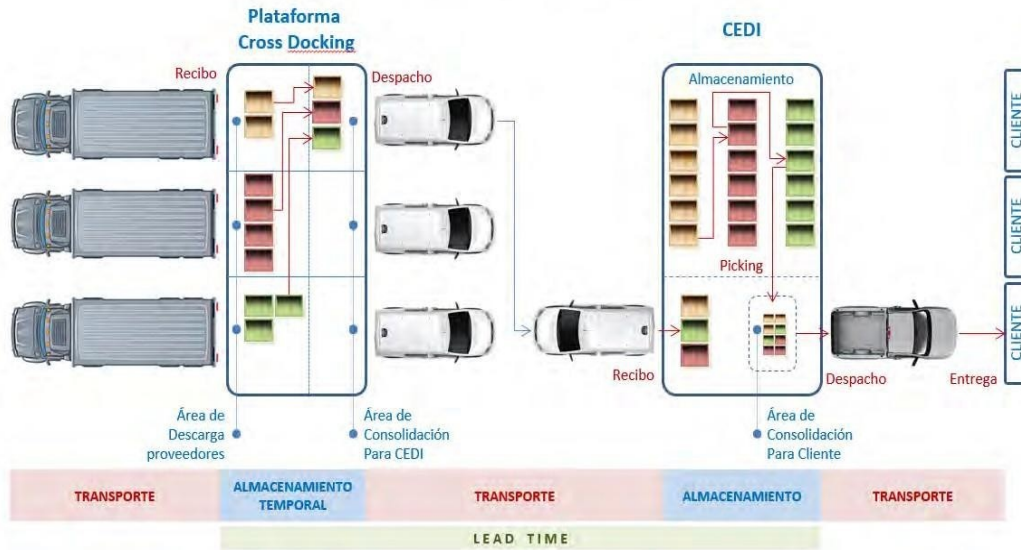 Plataforma
Cross Docking
CEDI
Recibo
Despacho
Almacenamiento
CLIENTE
CLIENTE
CLIENTE
Picking
Recibo
Despacho
Entrega
Área de
Descarga
proveedores
Área de
Consolidación
Para CEDI
Área de
Consolidación
Para Cliente
TRANSPORTE
ALMACENAMIENTO
TEMPORAL
TRANSPORTE
ALMACENAMIENTO
TRANSPORTE
LEAD TIME